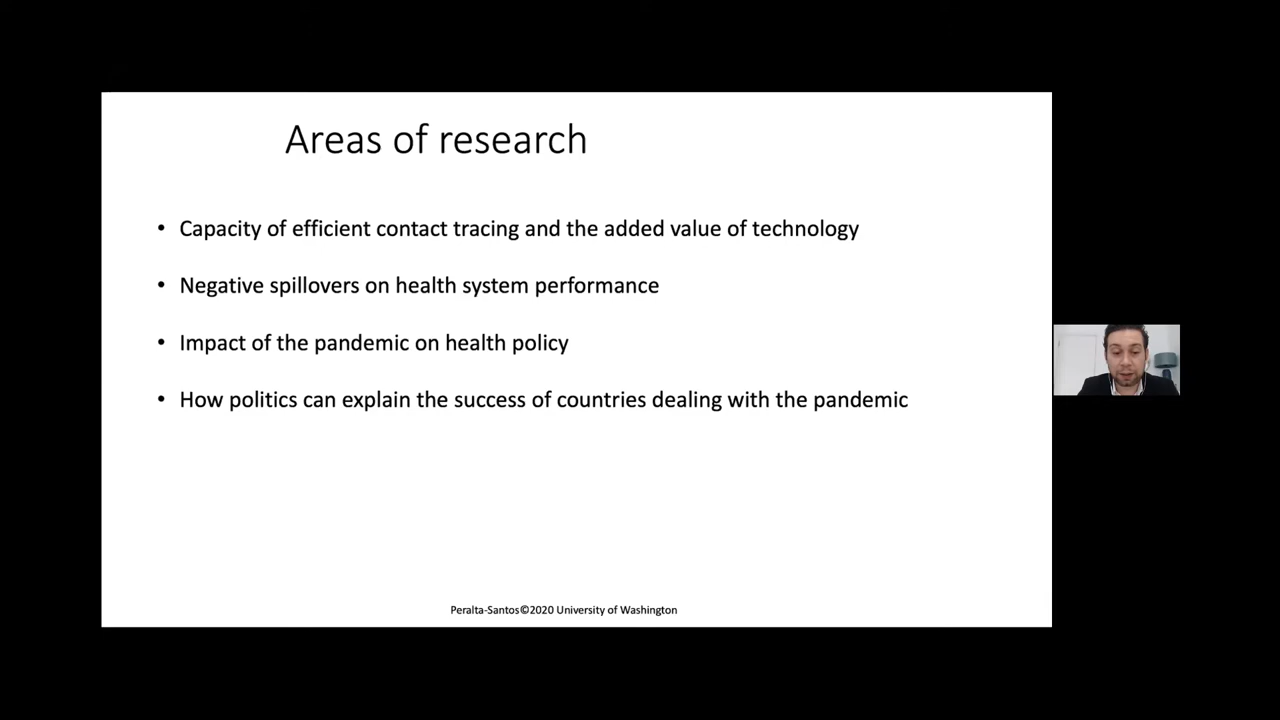 Areas of research
• Capacity of efficient contact tracing and the added value of technology
• Negative spillovers on health system performance
• Impact of the pandemic on health policy
• How politics can explain the success of countries dealing with the pandemic
Peralta-Santos©2020 University of Washington